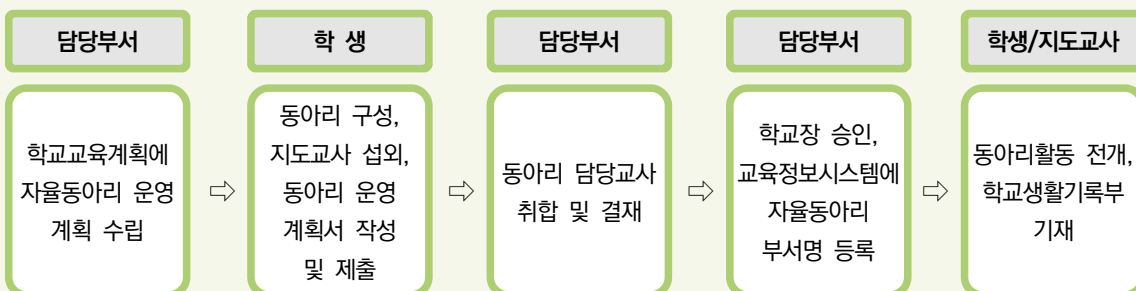 담당부서
학교교육계획에
자율동아리 운영
계획 수립
⇨
학 생
동아리 구성,
지도교사 섭외,
동아리 운영
계획서 작성
및 제출
⇨
담당부서
동아리 담당교사
취합 및 결재
⇨
담당부서
학교장 승인,
교육정보시스템에
자율동아리
부서명 등록
⇨
학생/지도교사
동아리활동 전개,
학교생활기록부
기재